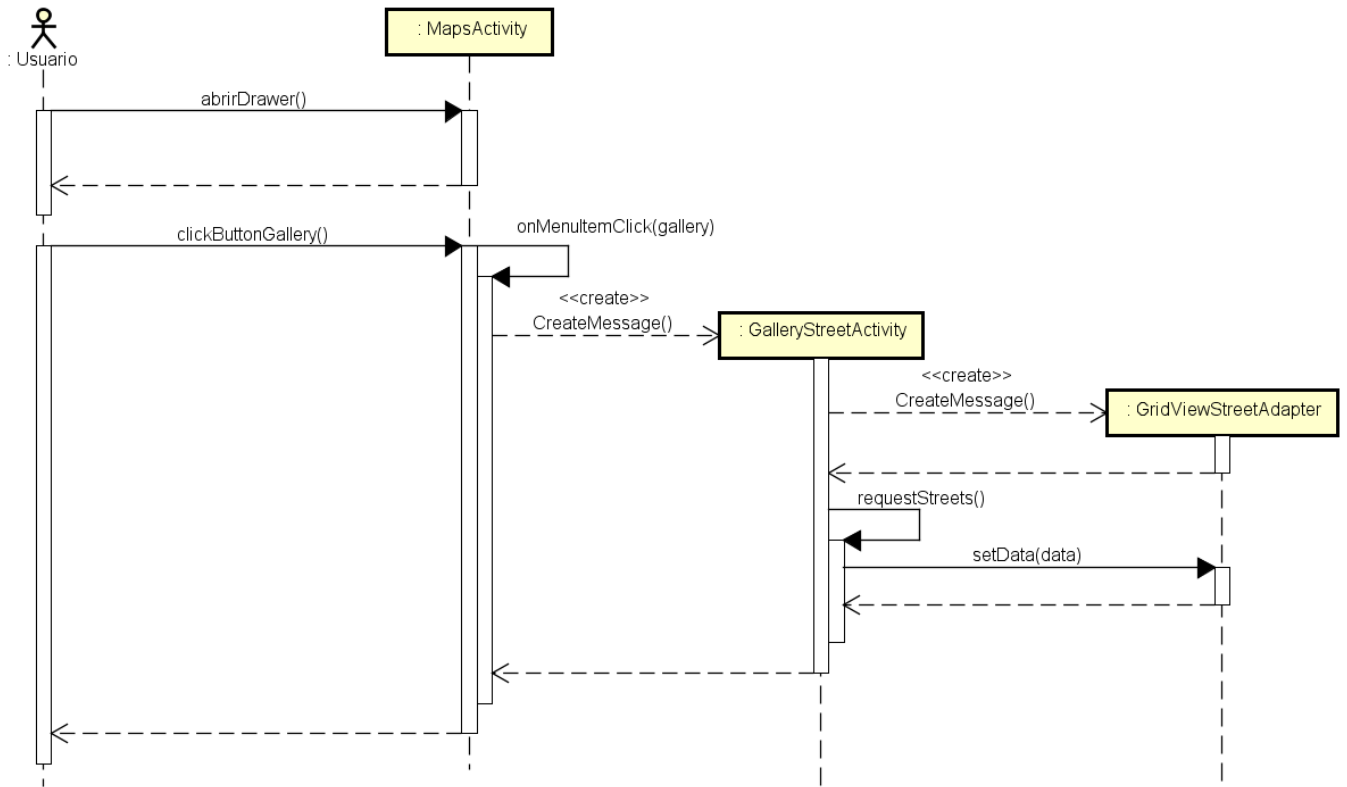 : Usuario
: MapsActivity
abrirDrawer()
clickButtonGallery()
onMenuItemClick(gallery)
<<create>>
CreateMessage()
: GalleryStreetActivity
<<create>>
CreateMessage()
: GridViewStreetAdapter
requestStreets()
setData(data)